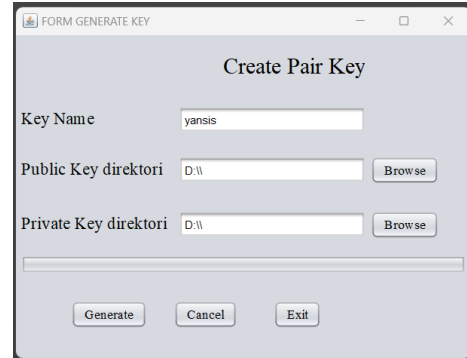 FORM GENERATE KEY
Create Pair Key
Key Name yansis
Public Key direktori D:\\ Browse
Private Key direktori D:\\ Browse
Generate Cancel Exit